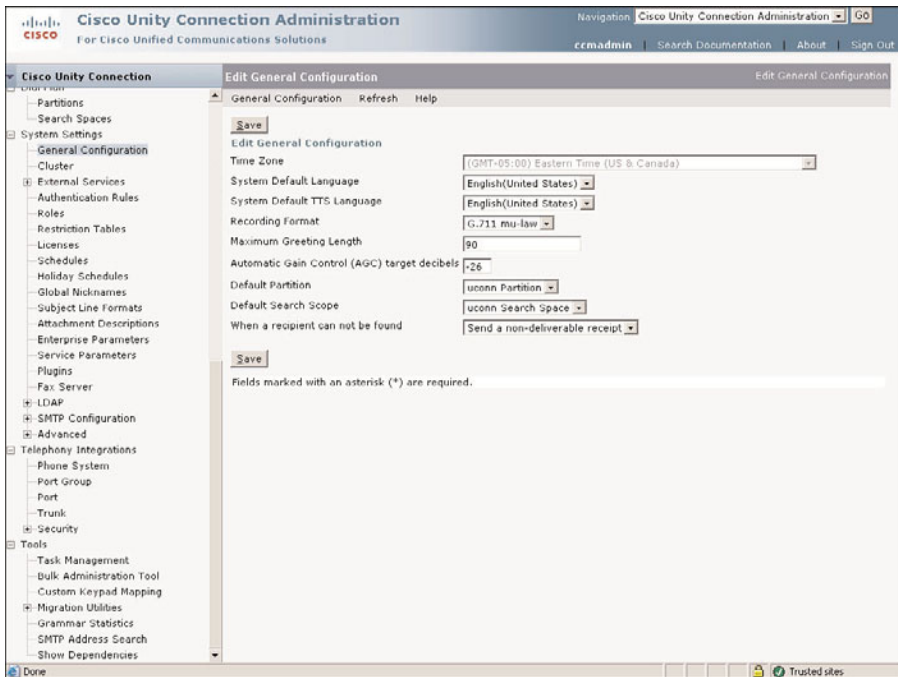 Cisco Unity Connection Administration
For Cisco Unified Communications Solutions
CISCO
Navigation Cisco Unity Connection Administration GO
ccmadmin | Search Documentation | About | Sign Out
Cisco Unity Connection
Edit General Configuration
Edit General Configuration
General Configuration Refresh Help
Dial Plan
Partitions
Search Spaces
System Settings
General Configuration
Cluster
External Services
Authentication Rules
Roles
Restriction Tables
Licenses
Schedules
Holiday Schedules
Global Nicknames
Subject Line Formats
Attachment Descriptions
Enterprise Parameters
Service Parameters
Plugins
Fax Server
LDAP
SMTP Configuration
Advanced
Telephony Integrations
Phone System
Port Group
Port
Trunk
Security
Tools
Task Management
Bulk Administration Tool
Custom Keypad Mapping
Migration Utilities
Grammar Statistics
SMTP Address Search
Show Dependencies
Save
Edit General Configuration
Time Zone (GMT-05:00) Eastern Time (US & Canada)
System Default Language English(United States)
System Default TTS Language English(United States)
Recording Format G.711 mu-law
Maximum Greeting Length 90
Automatic Gain Control (AGC) target decibels -26
Default Partition uconn Partition
Default Search Scope uconn Search Space
When a recipient can not be found Send a non-deliverable receipt
Save
Fields marked with an asterisk (*) are required.
Done
Trusted sites